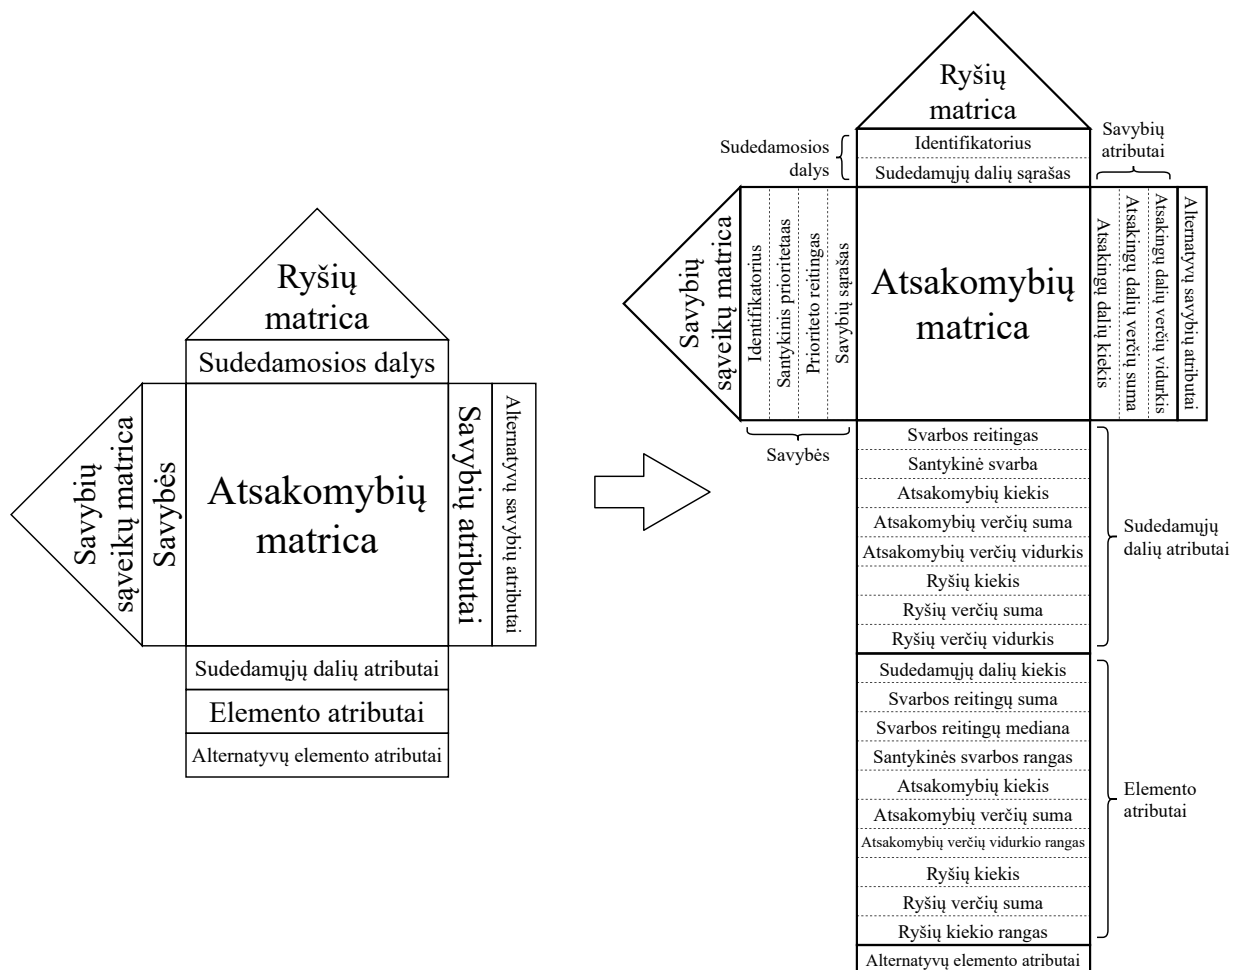 Ryšių
matrica
Sudedamosios dalys
Savybių
sąveikų matrica
Savybės
Atsakomybių
matrica
Savybių atributai
Alternatyvų savybių atributai
Sudedamųjų dalių atributai
Elemento atributai
Alternatyvų elemento atributai
Ryšių
matrica
Sudedamosios
dalys
Identifikatorius
Sudedamųjų dalių sąrašas
Savybių
atributai
Savybių
sąveikų matrica
Identifikatorius
Santykinis prioritetaas
Prioriteto reitingas
Savybių sąrašas
Savybės
Atsakomybių
matrica
Atsakingų dalių kiekis
Atsakingų dalių verčių suma
Atsakingų dalių verčių vidurkis
Alternatyvų savybių atributai
Svarbos reitingas
Santykinė svarba
Atsakomybių kiekis
Atsakomybių verčių suma
Atsakomybių verčių vidurkis
Ryšių kiekis
Ryšių verčių suma
Ryšių verčių vidurkis
Sudedamųjų
dalių atributai
Sudedamųjų dalių kiekis
Svarbos reitingų suma
Svarbos reitingų mediana
Santykinės svarbos rangas
Atsakomybių kiekis
Atsakomybių verčių suma
Atsakomybių verčių vidurkio rangas
Ryšių kiekis
Ryšių verčių suma
Ryšių kiekio rangas
Elemento
atributai
Alternatyvų elemento atributai